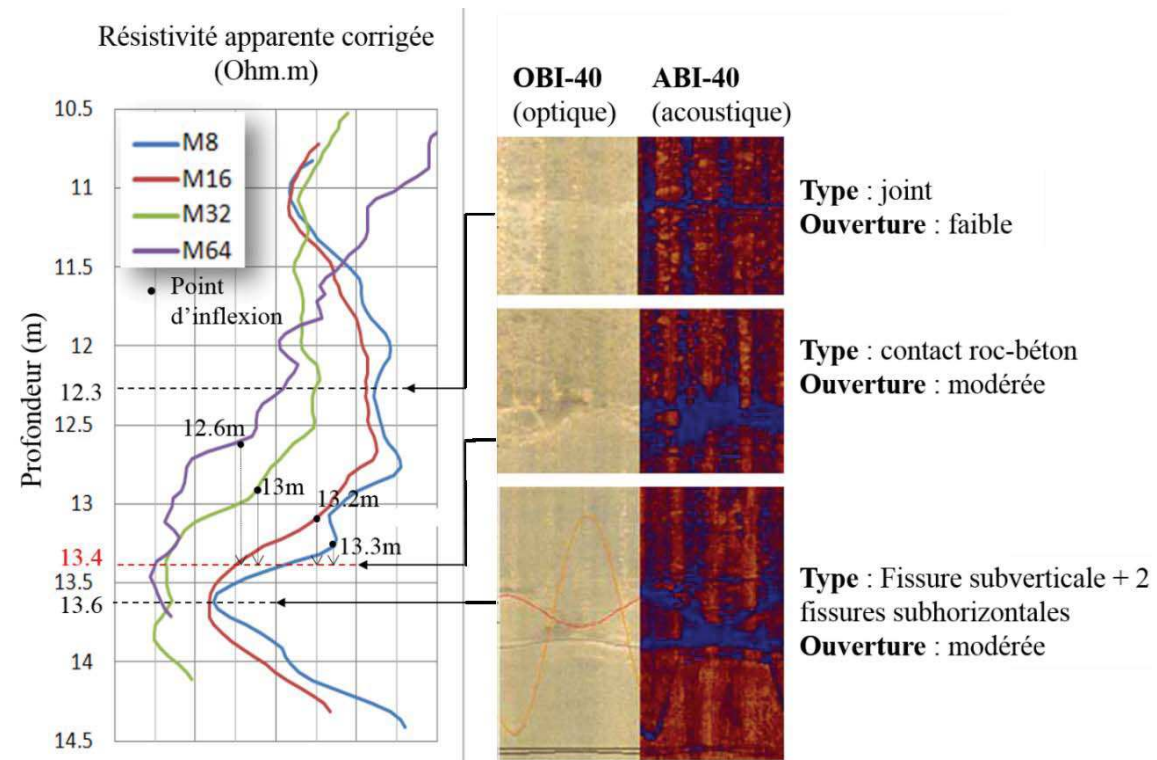 Résistivité apparente corrigée
(Ohm.m)
10.5
11
11.5
12
12.3
12.5
13
13.4
13.5
13.6
14
14.5
Profondeur (m)
M8
M16
M32
M64
Point
d’inflexion
12.6m
13m
13.2m
13.3m
OBI-40
(optique)
ABI-40
(acoustique)
Type : joint
Ouverture : faible
Type : contact roc-béton
Ouverture : modérée
Type : Fissure subverticale + 2
fissures subhorizontales
Ouverture : modérée